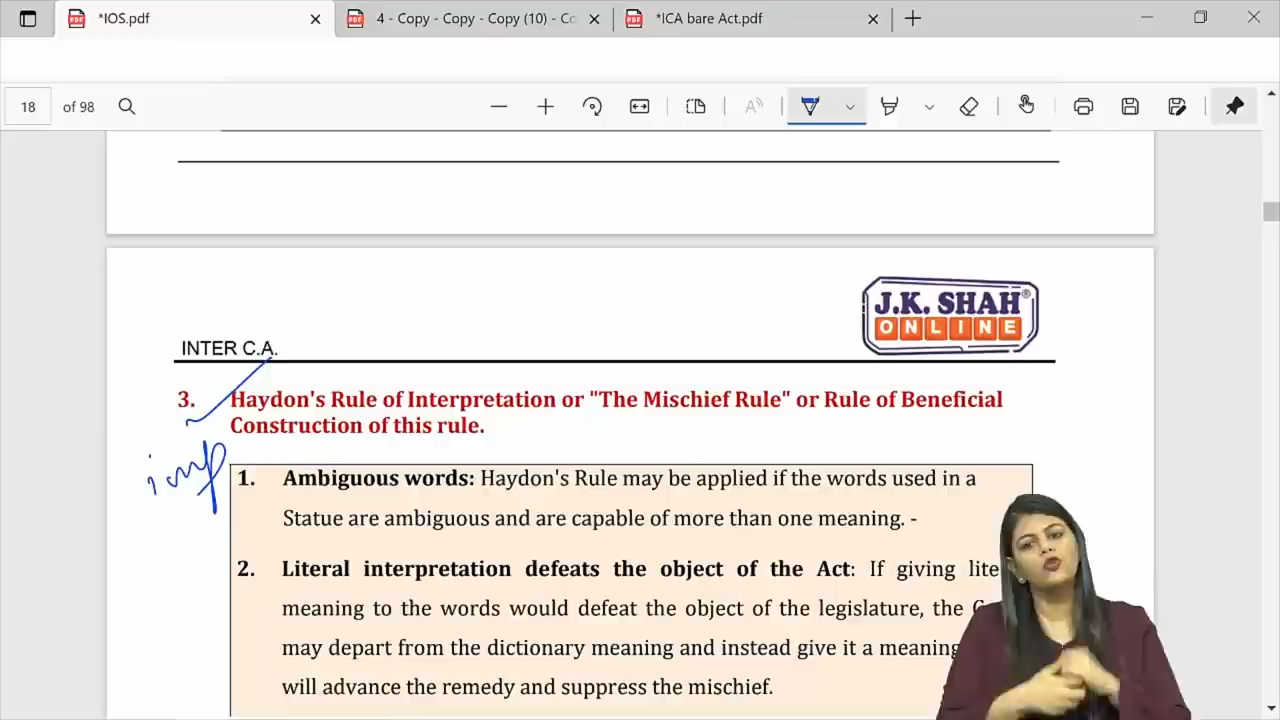 *IOS.pdf
4 - Copy - Copy - Copy (10) - Co
*ICA bare Act.pdf
18 of 98
J.K. SHAH®
ONLINE
INTER C.A.
3. Haydon's Rule of Interpretation or "The Mischief Rule" or Rule of Beneficial
Construction of this rule.
imp
1. Ambiguous words: Haydon's Rule may be applied if the words used in a
Statue are ambiguous and are capable of more than one meaning. -
2. Literal interpretation defeats the object of the Act: If giving lite
meaning to the words would defeat the object of the legislature, the C
may depart from the dictionary meaning and instead give it a meaning
will advance the remedy and suppress the mischief.